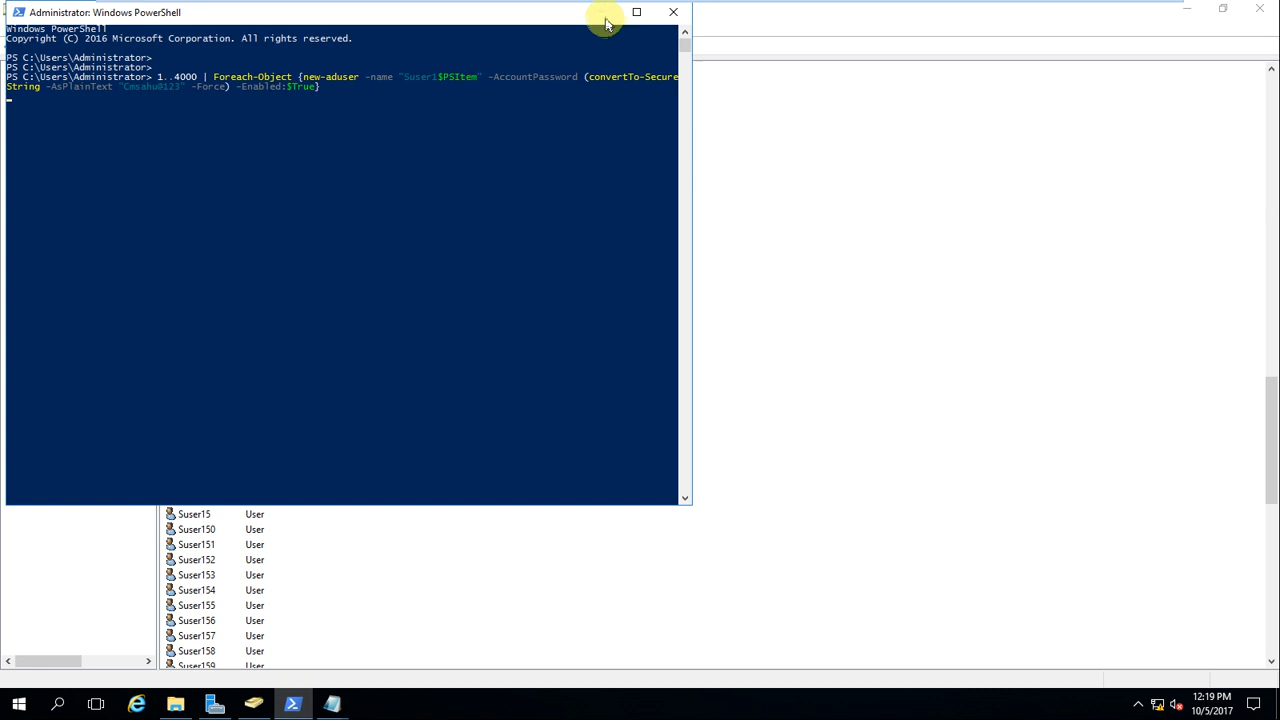 Administrator: Windows PowerShell
Windows PowerShell
Copyright (C) 2016 Microsoft Corporation. All rights reserved.
PS C:\Users\Administrator>
PS C:\Users\Administrator>
PS C:\Users\Administrator> 1..4000 | Foreach-Object {new-aduser -name "Suser1$PSItem" -AccountPassword (convertTo-Secure
String -AsPlainText "Cmsahu@123" -Force) -Enabled:$True}
Suser15 User
Suser150 User
Suser151 User
Suser152 User
Suser153 User
Suser154 User
Suser155 User
Suser156 User
Suser157 User
Suser158 User
Suser159 User
12:19 PM
10/5/2017